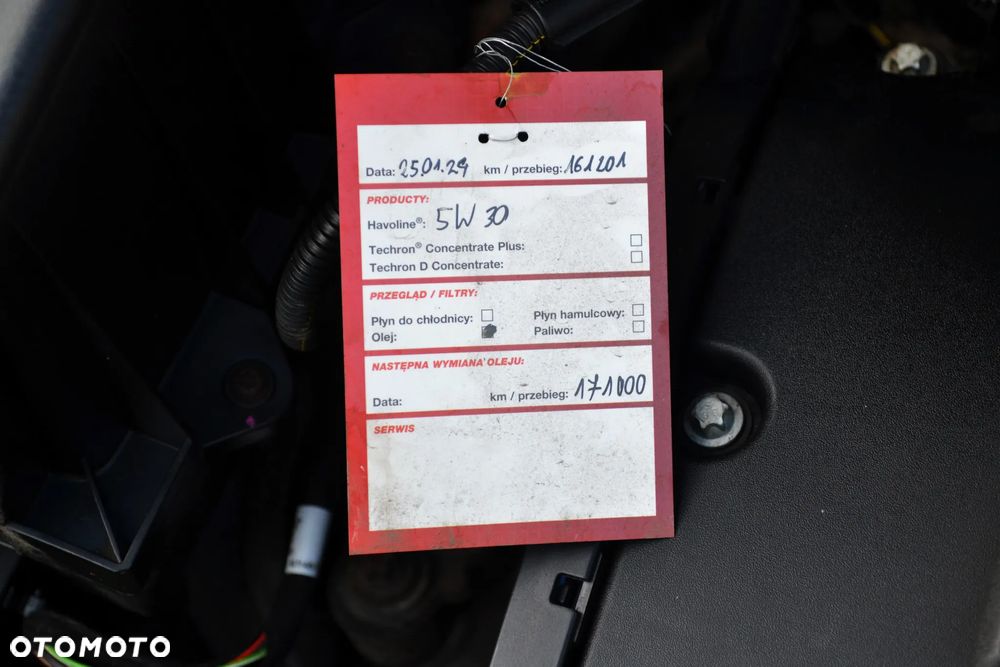 Data: 25.01.24 km / przebieg: 161201
PRODUCTY:
Havoline®: 5W30
Techron® Concentrate Plus:
Techron D Concentrate:
PRZEGLĄD / FILTRY:
Płyn do chłodnicy: Płyn hamulcowy:
Olej: Paliwo:
NASTĘPNA WYMIANA OLEJU:
Data: km / przebieg: 171000
SERWIS
OTOMOTO